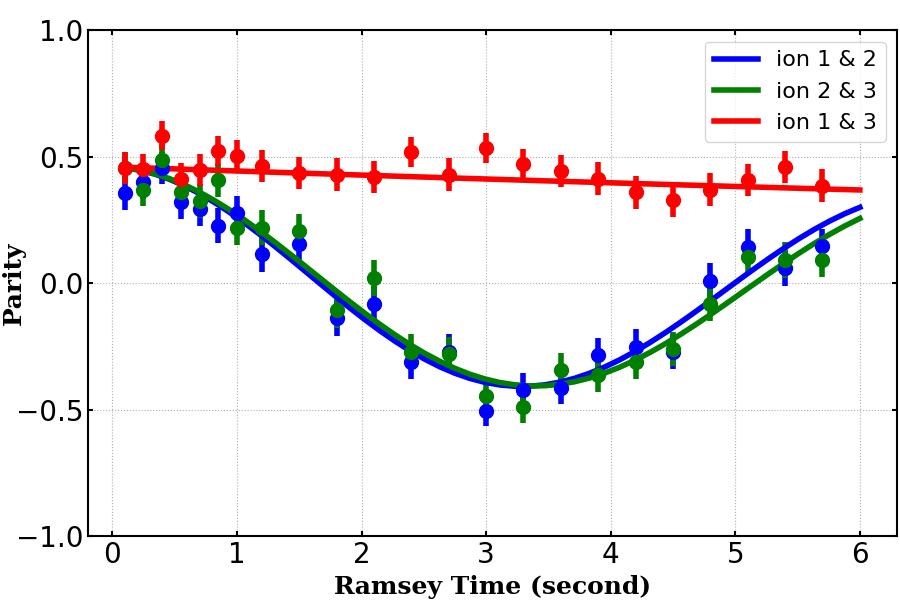 1.0
0.5
0.0
−0.5
−1.0
Parity
ion 1 & 2
ion 2 & 3
ion 1 & 3
0 1 2 3 4 5 6
Ramsey Time (second)